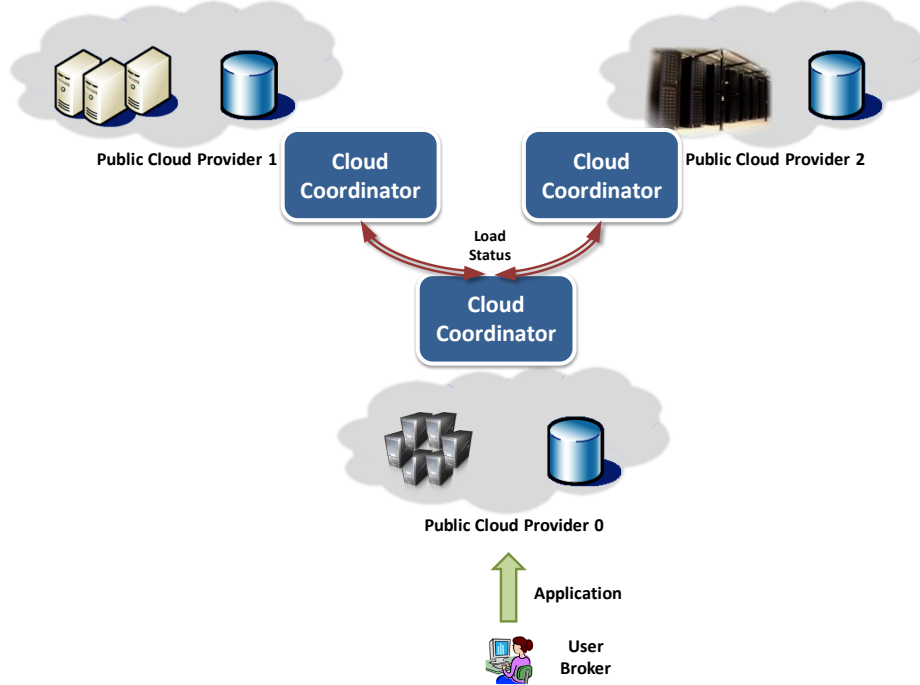 Public Cloud Provider 1
Cloud
Coordinator
Cloud
Coordinator
Public Cloud Provider 2
Load
Status
Cloud
Coordinator
Public Cloud Provider 0
Application
User
Broker